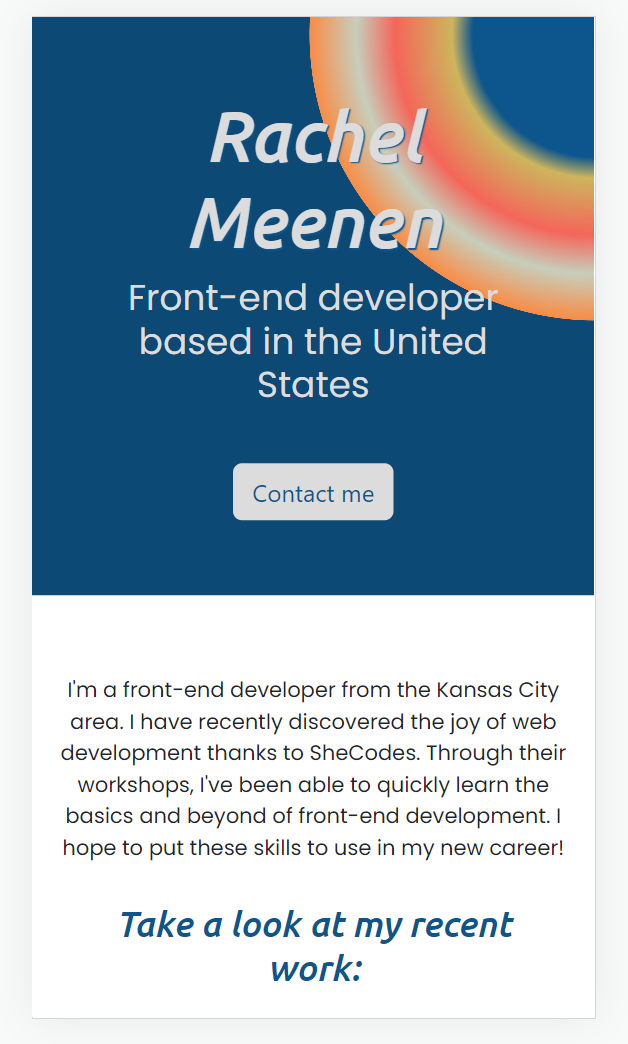 Rachel
Meenen
Front-end developer
based in the United
States
Contact me
I'm a front-end developer from the Kansas City
area. I have recently discovered the joy of web
development thanks to SheCodes. Through their
workshops, I've been able to quickly learn the
basics and beyond of front-end development. I
hope to put these skills to use in my new career!
Take a look at my recent
work: